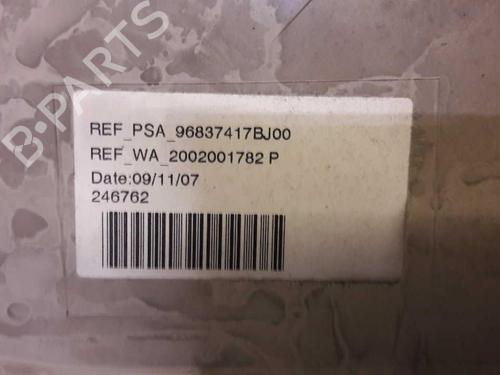 B-PARTS
REF_PSA_96837417BJ00
REF_WA_2002001782 P
Date:09/11/07
246762